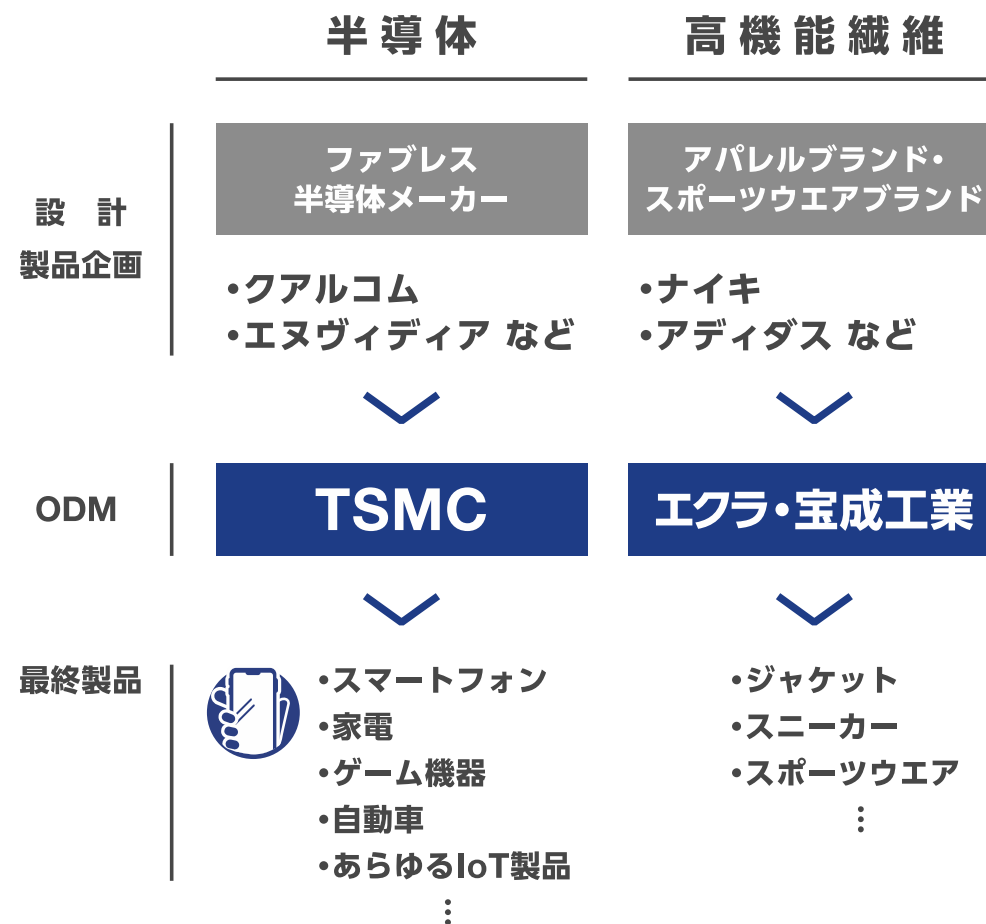 半導体
高機能繊維
設計
製品企画
ファブレス
半導体メーカー
アパレルブランド・
スポーツウエアブランド
・クアルコム
・エヌヴィディア など
・ナイキ
・アディダス など
ODM
TSMC
エクラ・宝成工業
最終製品
・スマートフォン
・家電
・ゲーム機器
・自動車
・あらゆるIoT製品
⋮
・ジャケット
・スニーカー
・スポーツウエア
⋮